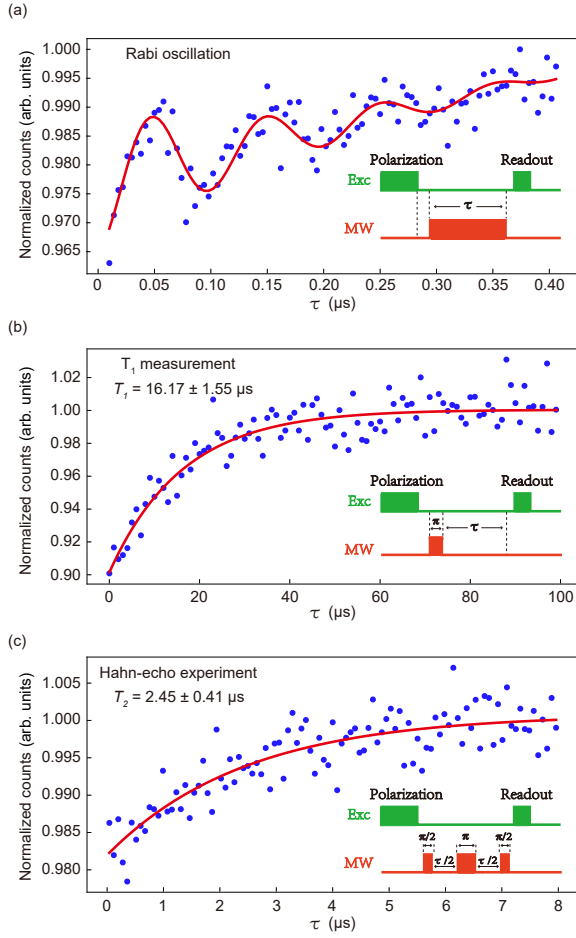 (a)
Rabi oscillation
Normalized counts (arb. units)
1.000
0.995
0.990
0.985
0.980
0.975
0.970
0.965
Polarization
Readout
Exc
τ
MW
0.00
0.05
0.10
0.15
0.20
0.25
0.30
0.35
0.40
τ (µs)
(b)
T₁ measurement
T₁ = 16.17 ± 1.55 µs
Normalized counts (arb. units)
1.02
1.00
0.98
0.96
0.94
0.92
0.90
Polarization
Readout
Exc
π
τ
MW
0
20
40
60
80
100
τ (µs)
(c)
Hahn-echo experiment
T₂ = 2.45 ± 0.41 µs
Normalized counts (arb. units)
1.005
1.000
0.995
0.990
0.985
0.980
Polarization
Readout
Exc
π/2
π
π/2
MW
τ /2
τ /2
0
1
2
3
4
5
6
7
8
τ (µs)